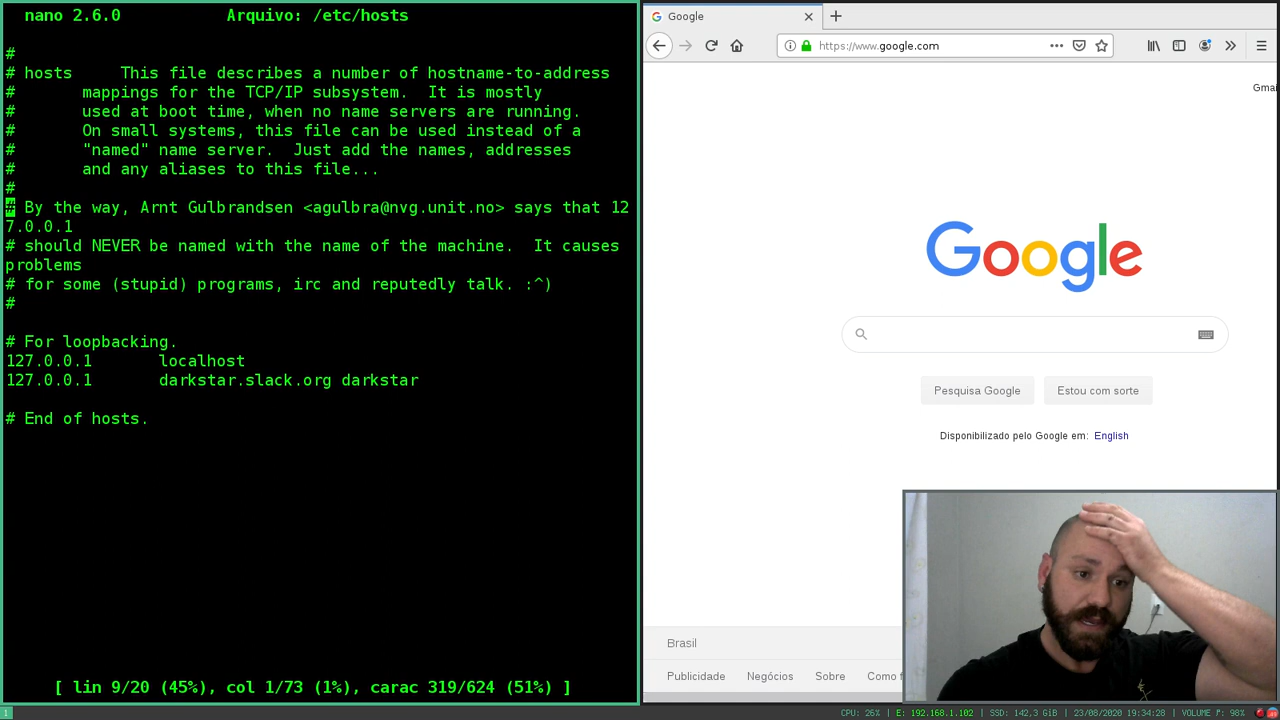 nano 2.6.0 Arquivo: /etc/hosts
#
# hosts This file describes a number of hostname-to-address
# mappings for the TCP/IP subsystem. It is mostly
# used at boot time, when no name servers are running.
# On small systems, this file can be used instead of a
# "named" name server. Just add the names, addresses
# and any aliases to this file...
#
# By the way, Arnt Gulbrandsen <agulbra@nvg.unit.no> says that 12
7.0.0.1
# should NEVER be named with the name of the machine. It causes
problems
# for some (stupid) programs, irc and reputedly talk. :^)
#
# For loopbacking.
127.0.0.1 localhost
127.0.0.1 darkstar.slack.org darkstar
# End of hosts.
[ lin 9/20 (45%), col 1/73 (1%), carac 319/624 (51%) ]
Google
https://www.google.com
Gmai
Google
Pesquisa Google Estou com sorte
Disponibilizado pelo Google em: English
Brasil
Publicidade Negócios Sobre Como f
1 CPU: 26% | E: 192.168.1.102 | SSD: 142,3 GiB | 23/08/2020 19:34:28 | VOLUME ♪: 98%